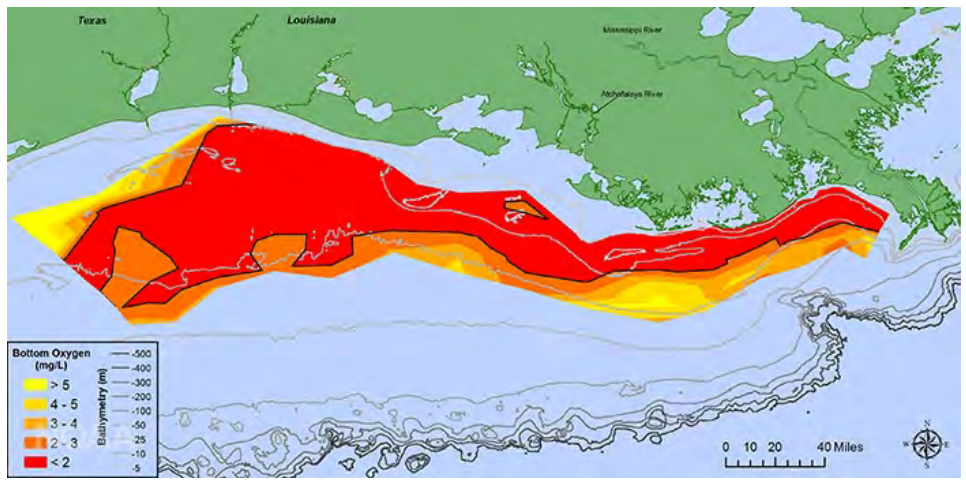 Texas
Louisiana
Mississippi River
Atchafalaya River
Bottom Oxygen
(mg/L)
> 5
4 - 5
3 - 4
2 - 3
< 2
Bathymetry (m)
-500
-400
-300
-200
-100
-50
-25
-10
-5
N
W
E
S
0 10 20 40 Miles